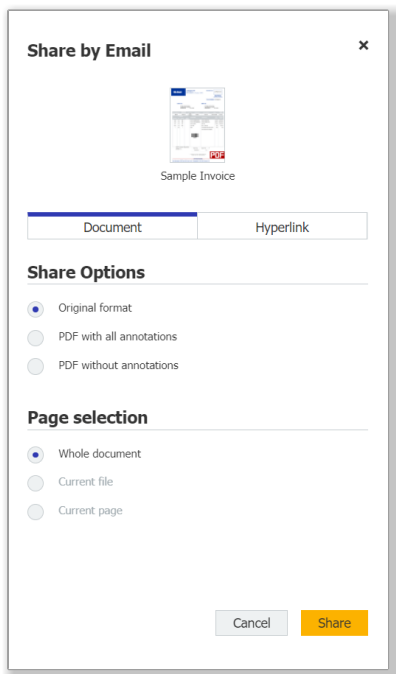 Share by Email
×
PDF
Sample Invoice
Document
Hyperlink
Share Options
Original format
PDF with all annotations
PDF without annotations
Page selection
Whole document
Current file
Current page
Cancel
Share